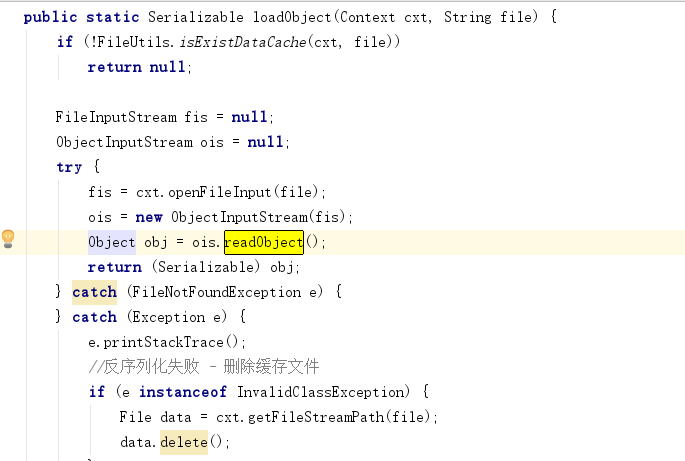 public static Serializable loadObject(Context cxt, String file) {
if (!FileUtils.isExistDataCache(cxt, file))
return null;
FileInputStream fis = null;
ObjectInputStream ois = null;
try {
fis = cxt.openFileInput(file);
ois = new ObjectInputStream(fis);
Object obj = ois.readObject();
return (Serializable) obj;
} catch (FileNotFoundException e) {
} catch (Exception e) {
e.printStackTrace();
//反序列化失败 - 删除缓存文件
if (e instanceof InvalidClassException) {
File data = cxt.getFileStreamPath(file);
data.delete();